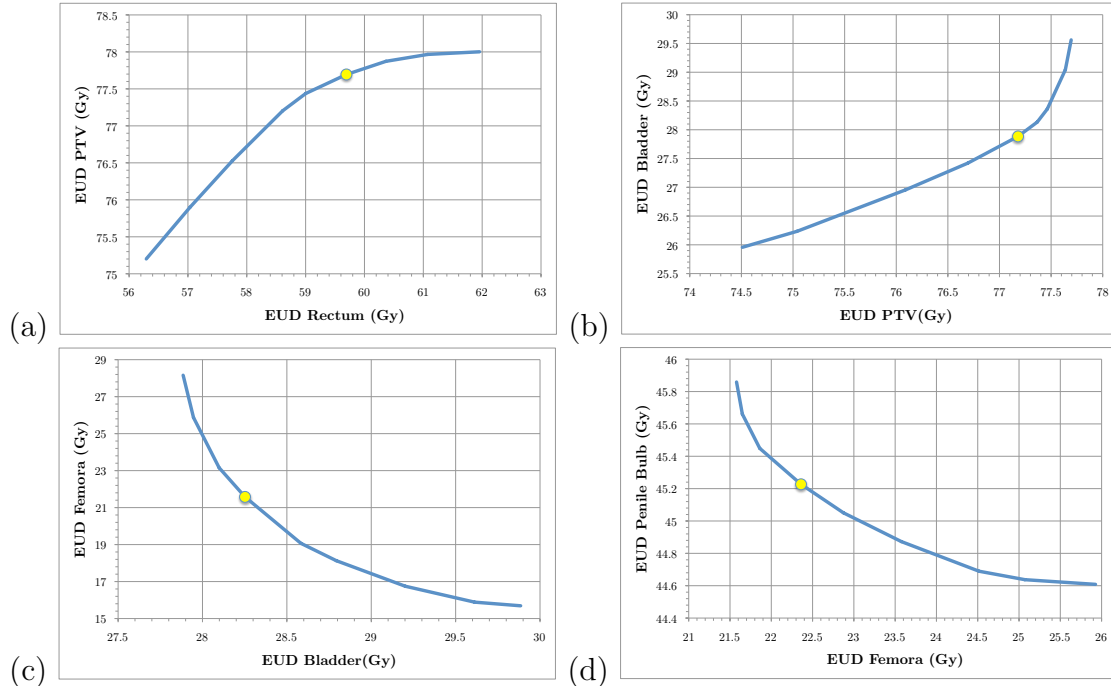 78.5
78
77.5
77
76.5
76
75.5
75
56 57 58 59 60 61 62 63
EUD PTV (Gy)
EUD Rectum (Gy)
(a)
30
29.5
29
28.5
28
27.5
27
26.5
26
25.5
74 74.5 75 75.5 76 76.5 77 77.5 78
EUD Bladder (Gy)
EUD PTV(Gy)
(b)
29
27
25
23
21
19
17
15
27.5 28 28.5 29 29.5 30
EUD Femora (Gy)
EUD Bladder(Gy)
(c)
46
45.8
45.6
45.4
45.2
45
44.8
44.6
44.4
21 21.5 22 22.5 23 23.5 24 24.5 25 25.5 26
EUD Penile Bulb (Gy)
EUD Femora (Gy)
(d)